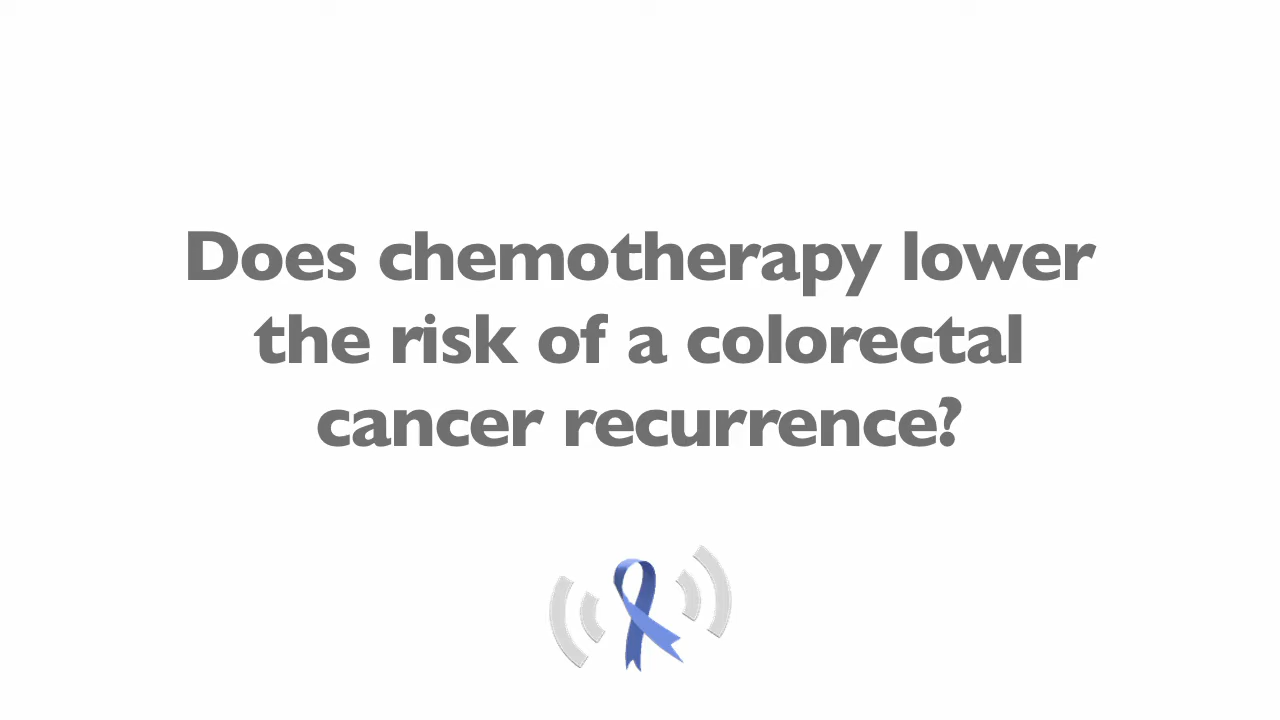 Does chemotherapy lower
the risk of a colorectal
cancer recurrence?